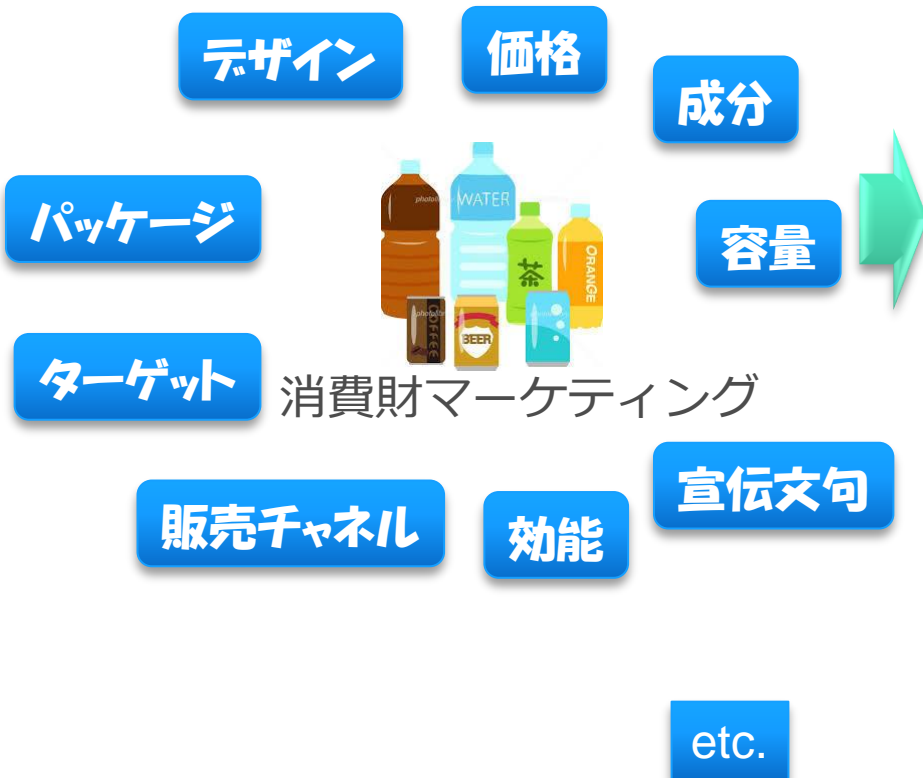 デザイン
価格
成分
パッケージ
WATER
容量
茶
ORANGE
COFFEE
BEER
ターゲット
消費財マーケティング
宣伝文句
販売チャネル
効能
etc.